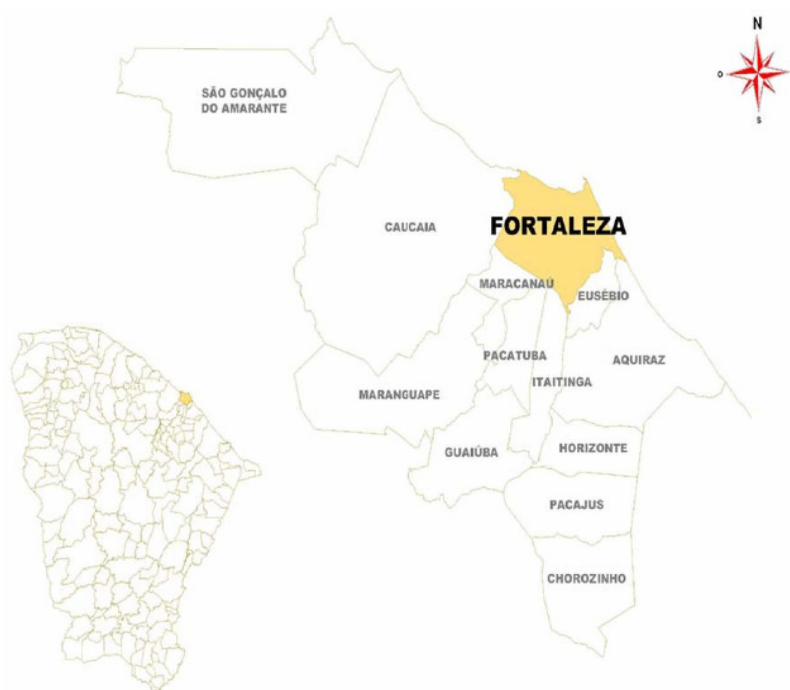 N
O
S
SÃO GONÇALO
DO AMARANTE
CAUCAIA
FORTALEZA
MARACANAÚ
EUSÉBIO
PACATUBA
AQUIRAZ
ITAITINGA
MARANGUAPE
GUAIÚBA
HORIZONTE
PACAJUS
CHOROZINHO